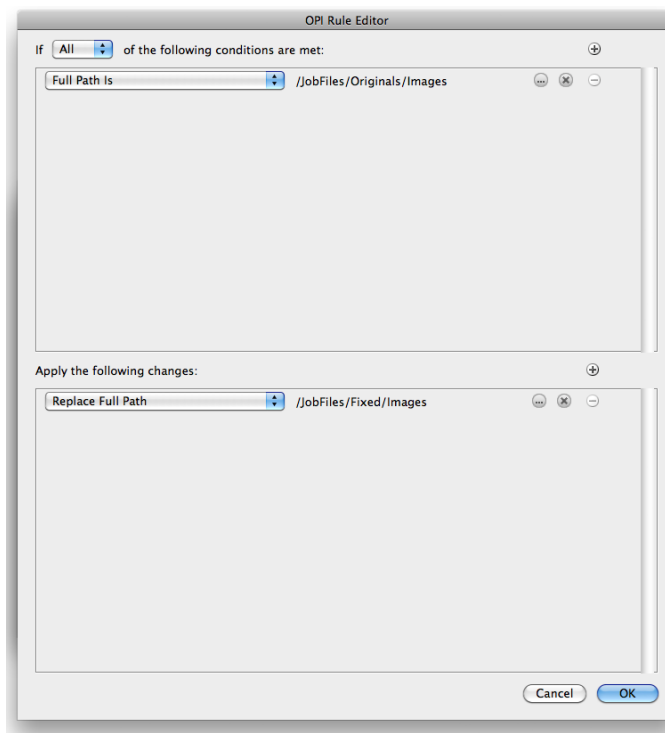 OPI Rule Editor
If All of the following conditions are met:
Full Path Is /JobFiles/Originals/Images
Apply the following changes:
Replace Full Path /JobFiles/Fixed/Images
Cancel OK